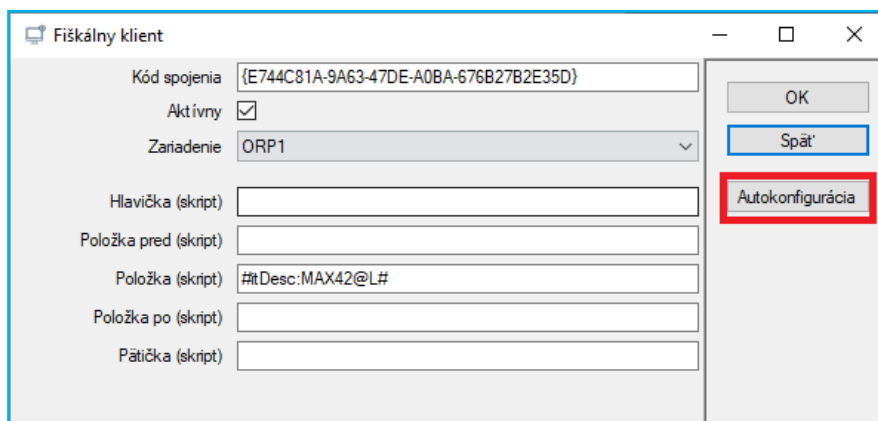 Fiškálny klient
Kód spojenia {E744C81A-9A63-47DE-A0BA-676B27B2E35D}
Aktívny
Zariadenie ORP1
Hlavička (skript)
Položka pred (skript)
Položka (skript) #itDesc:MAX42@L#
Položka po (skript)
Pätička (skript)
OK
Späť
Autokonfigurácia